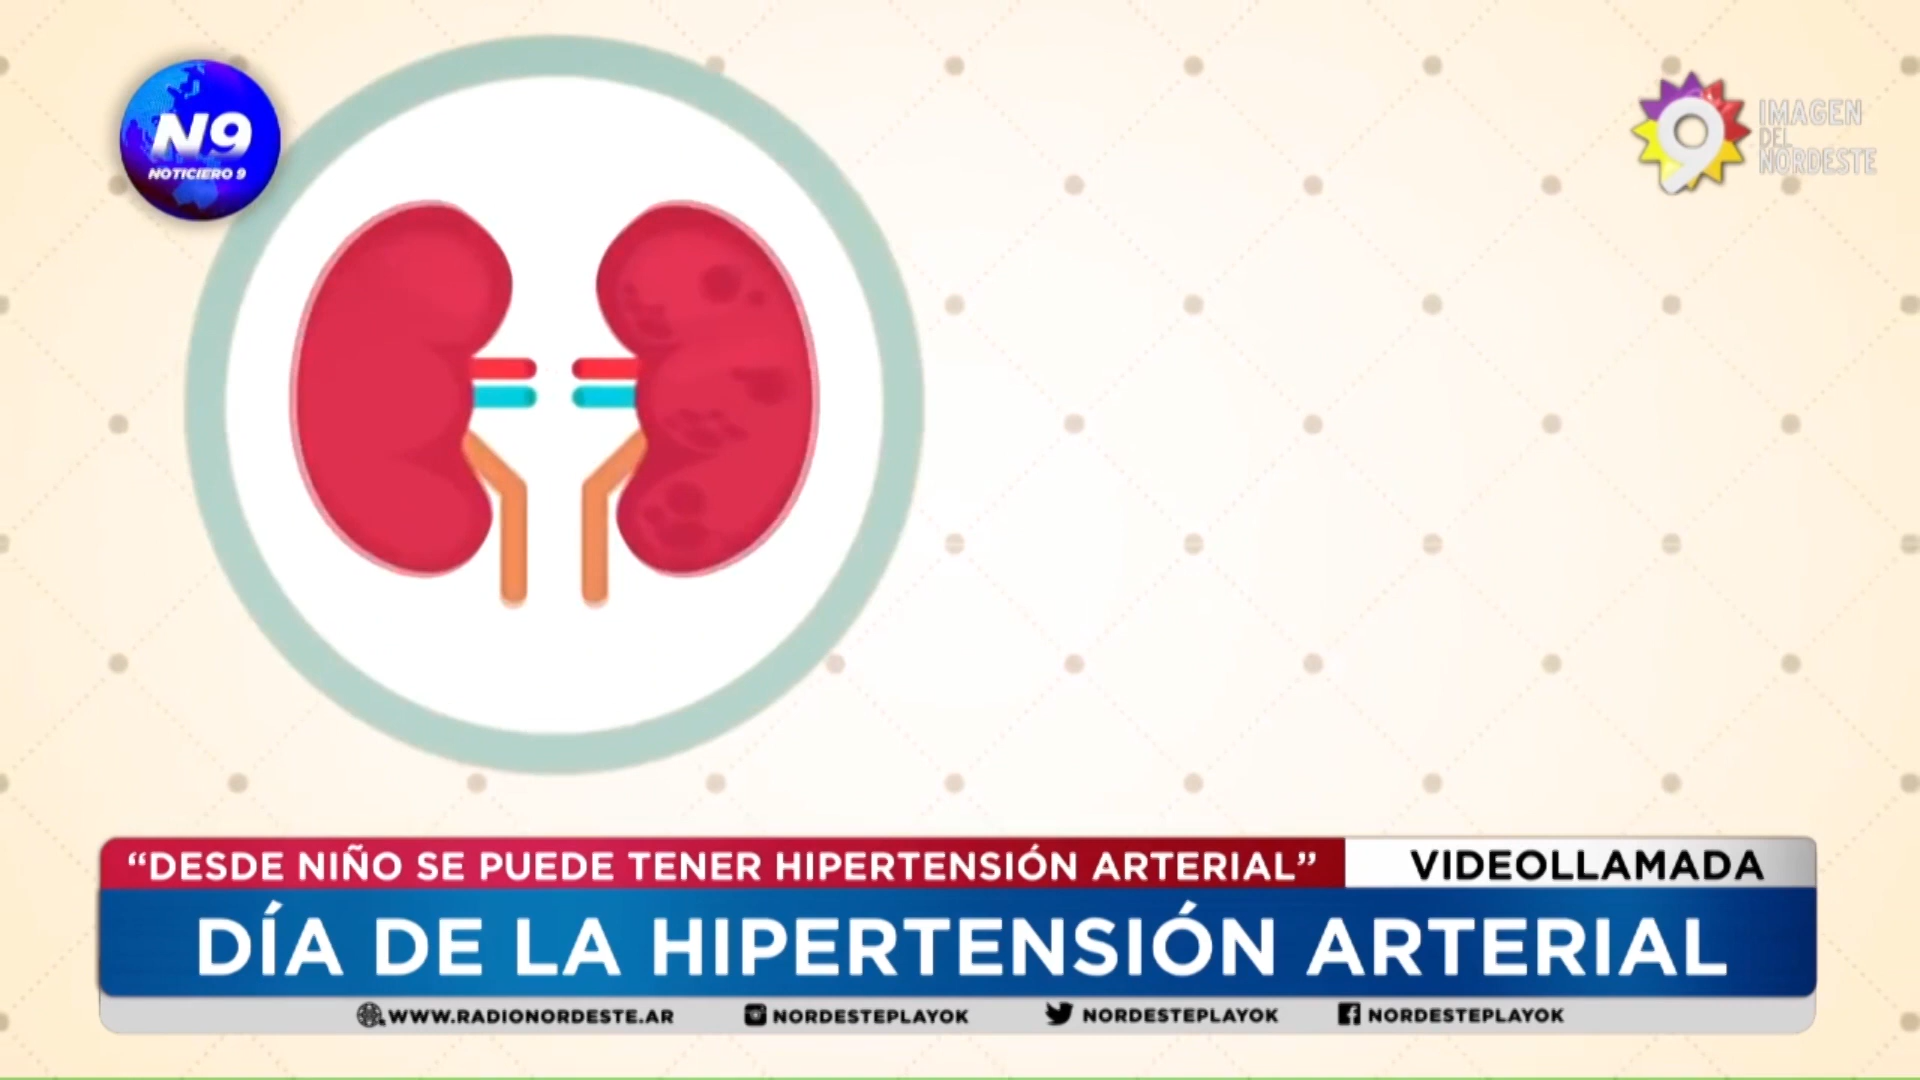 N9
NOTICIERO 9
9 IMAGEN
DEL
NORDESTE
“DESDE NIÑO SE PUEDE TENER HIPERTENSIÓN ARTERIAL”
VIDEOLLAMADA
DÍA DE LA HIPERTENSIÓN ARTERIAL
WWW.RADIONORDESTE.AR
NORDESTEPLAYOK
NORDESTEPLAYOK
NORDESTEPLAYOK